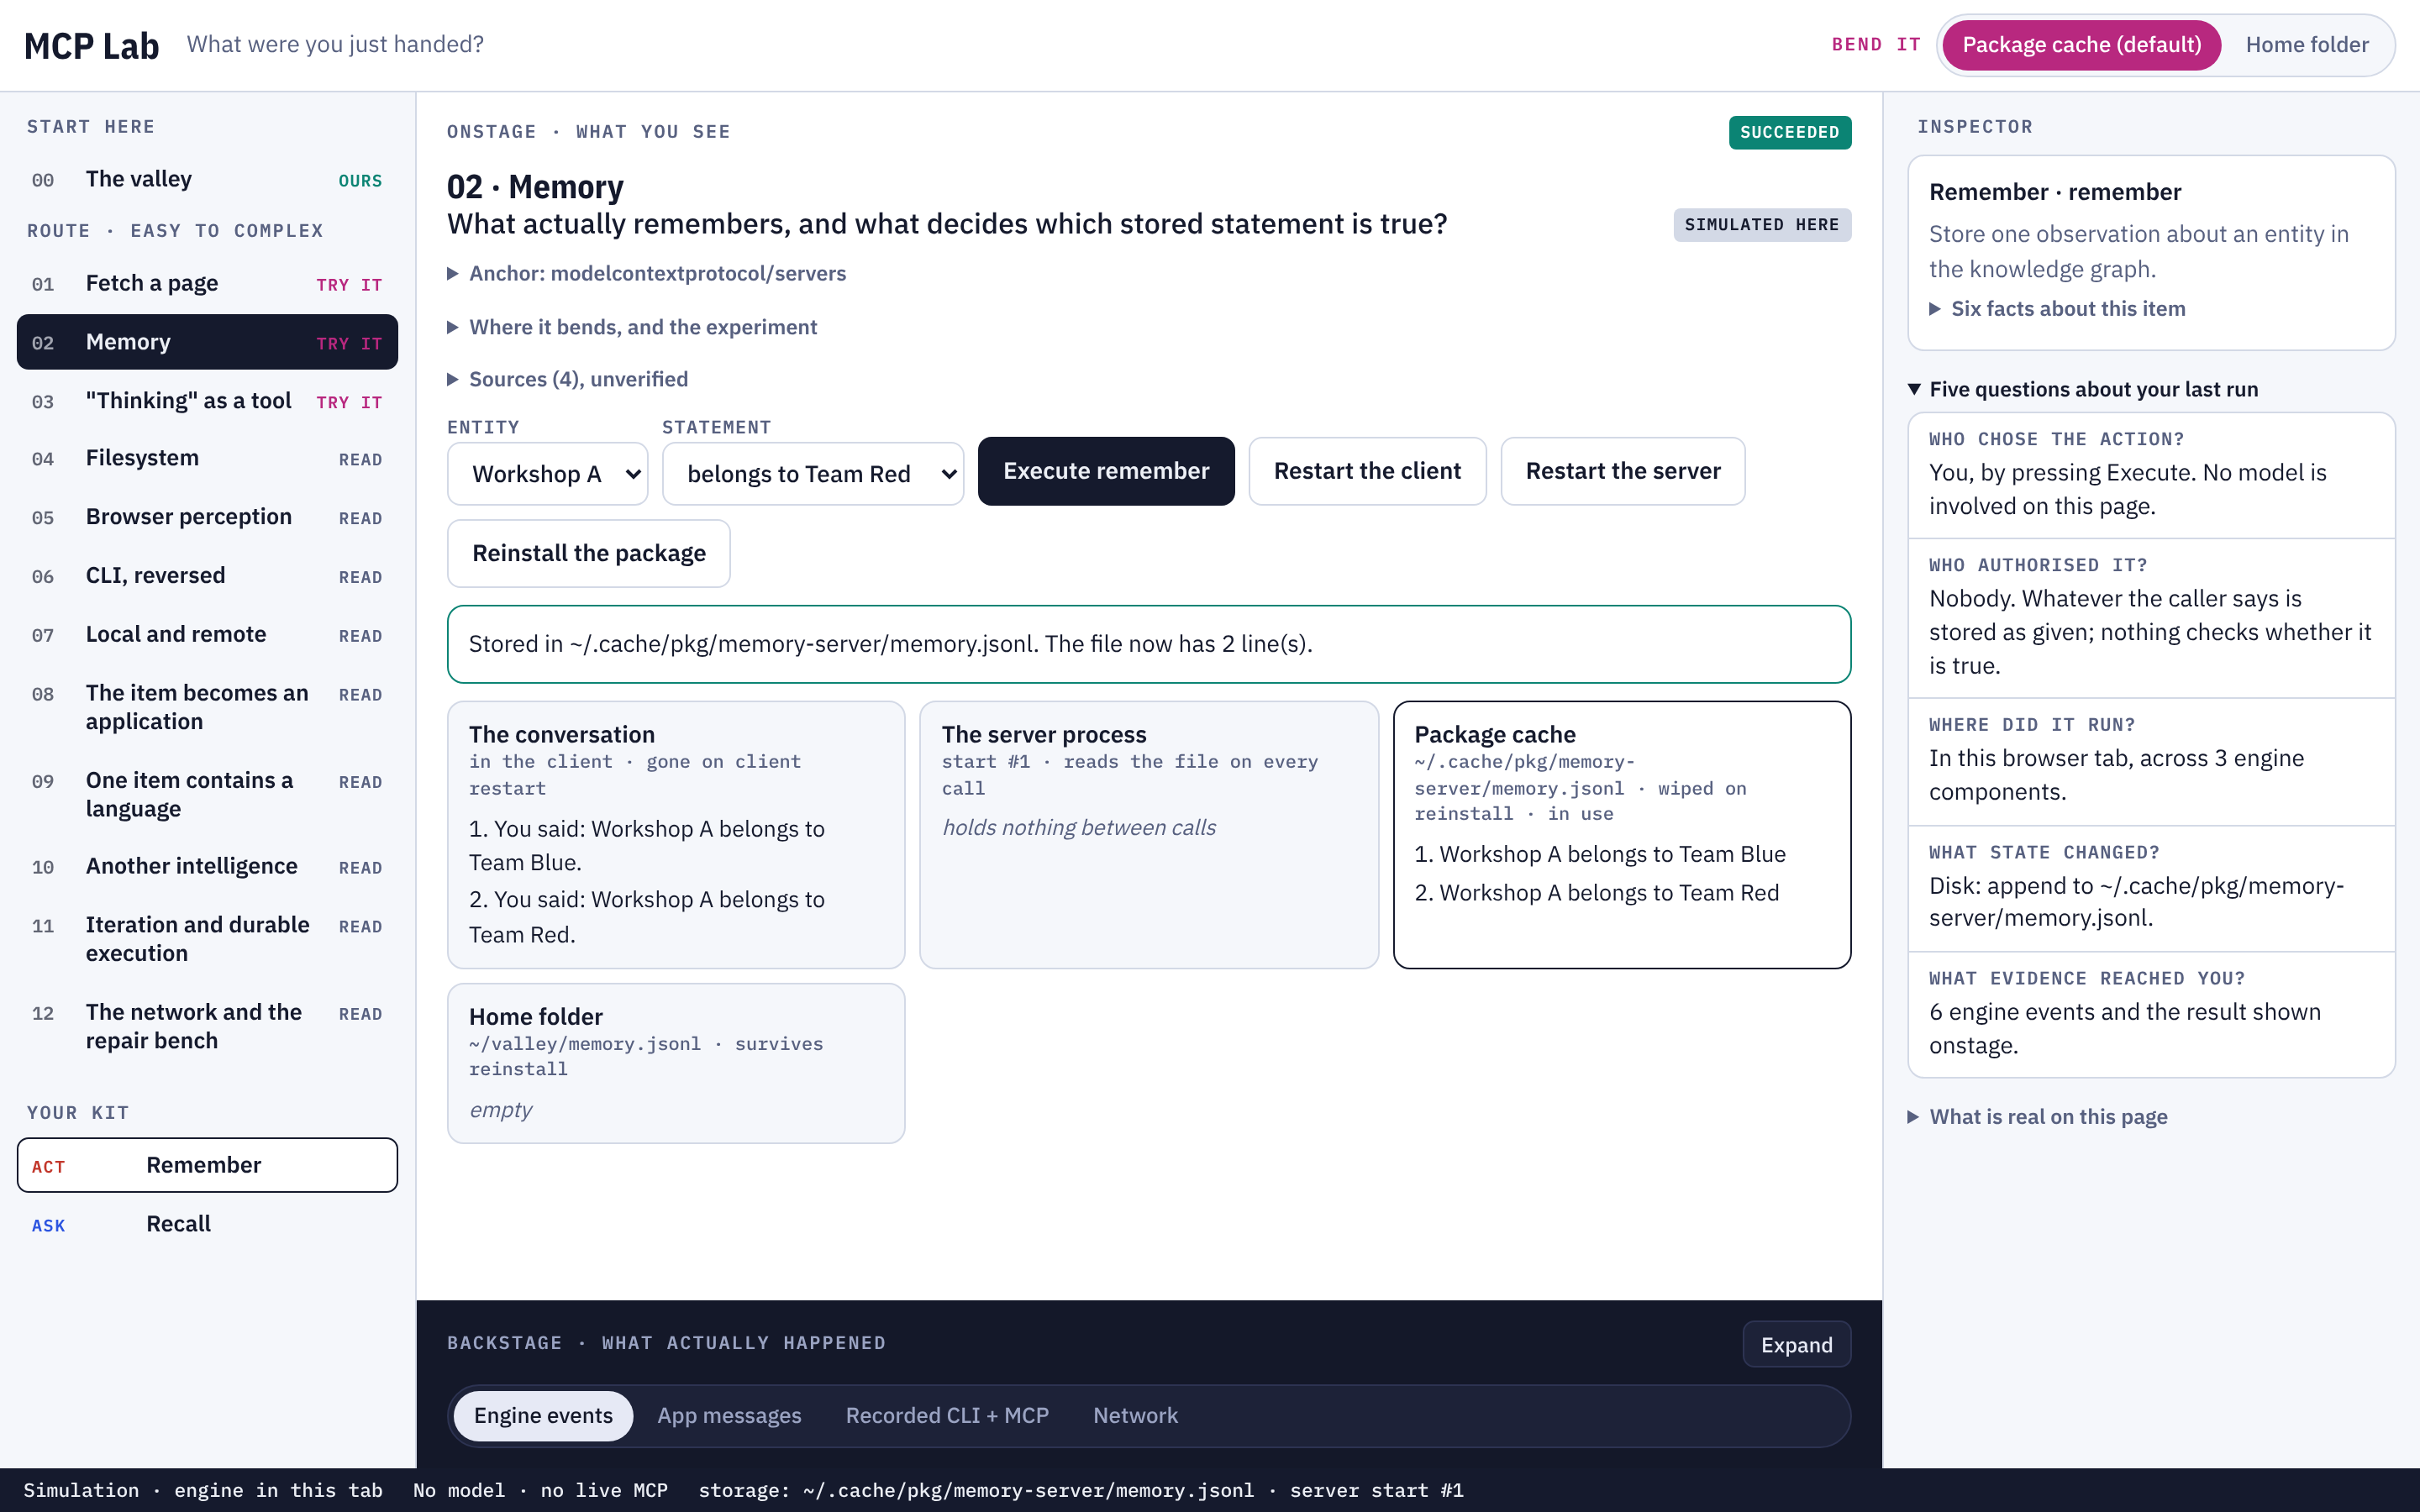 MCP Lab
What were you just handed?
BEND IT
Package cache (default)
Home folder
START HERE
00 The valley OURS
ROUTE · EASY TO COMPLEX
01 Fetch a page TRY IT
02 Memory TRY IT
03 "Thinking" as a tool TRY IT
04 Filesystem READ
05 Browser perception READ
06 CLI, reversed READ
07 Local and remote READ
08 The item becomes an READ
application
09 One item contains a READ
language
10 Another intelligence READ
11 Iteration and durable READ
execution
12 The network and the READ
repair bench
YOUR KIT
ACT Remember
ASK Recall
ONSTAGE · WHAT YOU SEE
SUCCEEDED
02 · Memory
What actually remembers, and what decides which stored statement is true?
SIMULATED HERE
Anchor: modelcontextprotocol/servers
Where it bends, and the experiment
Sources (4), unverified
ENTITY
STATEMENT
Workshop A
belongs to Team Red
Execute remember
Restart the client
Restart the server
Reinstall the package
Stored in ~/.cache/pkg/memory-server/memory.jsonl. The file now has 2 line(s).
The conversation
in the client · gone on client
restart
1. You said: Workshop A belongs to
Team Blue.
2. You said: Workshop A belongs to
Team Red.
The server process
start #1 · reads the file on every
call
holds nothing between calls
Package cache
~/.cache/pkg/memory-
server/memory.jsonl · wiped on
reinstall · in use
1. Workshop A belongs to Team Blue
2. Workshop A belongs to Team Red
Home folder
~/valley/memory.jsonl · survives
reinstall
empty
BACKSTAGE · WHAT ACTUALLY HAPPENED
Expand
Engine events
App messages
Recorded CLI + MCP
Network
INSPECTOR
Remember · remember
Store one observation about an entity in
the knowledge graph.
Six facts about this item
Five questions about your last run
WHO CHOSE THE ACTION?
You, by pressing Execute. No model is
involved on this page.
WHO AUTHORISED IT?
Nobody. Whatever the caller says is
stored as given; nothing checks whether it
is true.
WHERE DID IT RUN?
In this browser tab, across 3 engine
components.
WHAT STATE CHANGED?
Disk: append to ~/.cache/pkg/memory-
server/memory.jsonl.
WHAT EVIDENCE REACHED YOU?
6 engine events and the result shown
onstage.
What is real on this page
Simulation · engine in this tab No model · no live MCP storage: ~/.cache/pkg/memory-server/memory.jsonl · server start #1